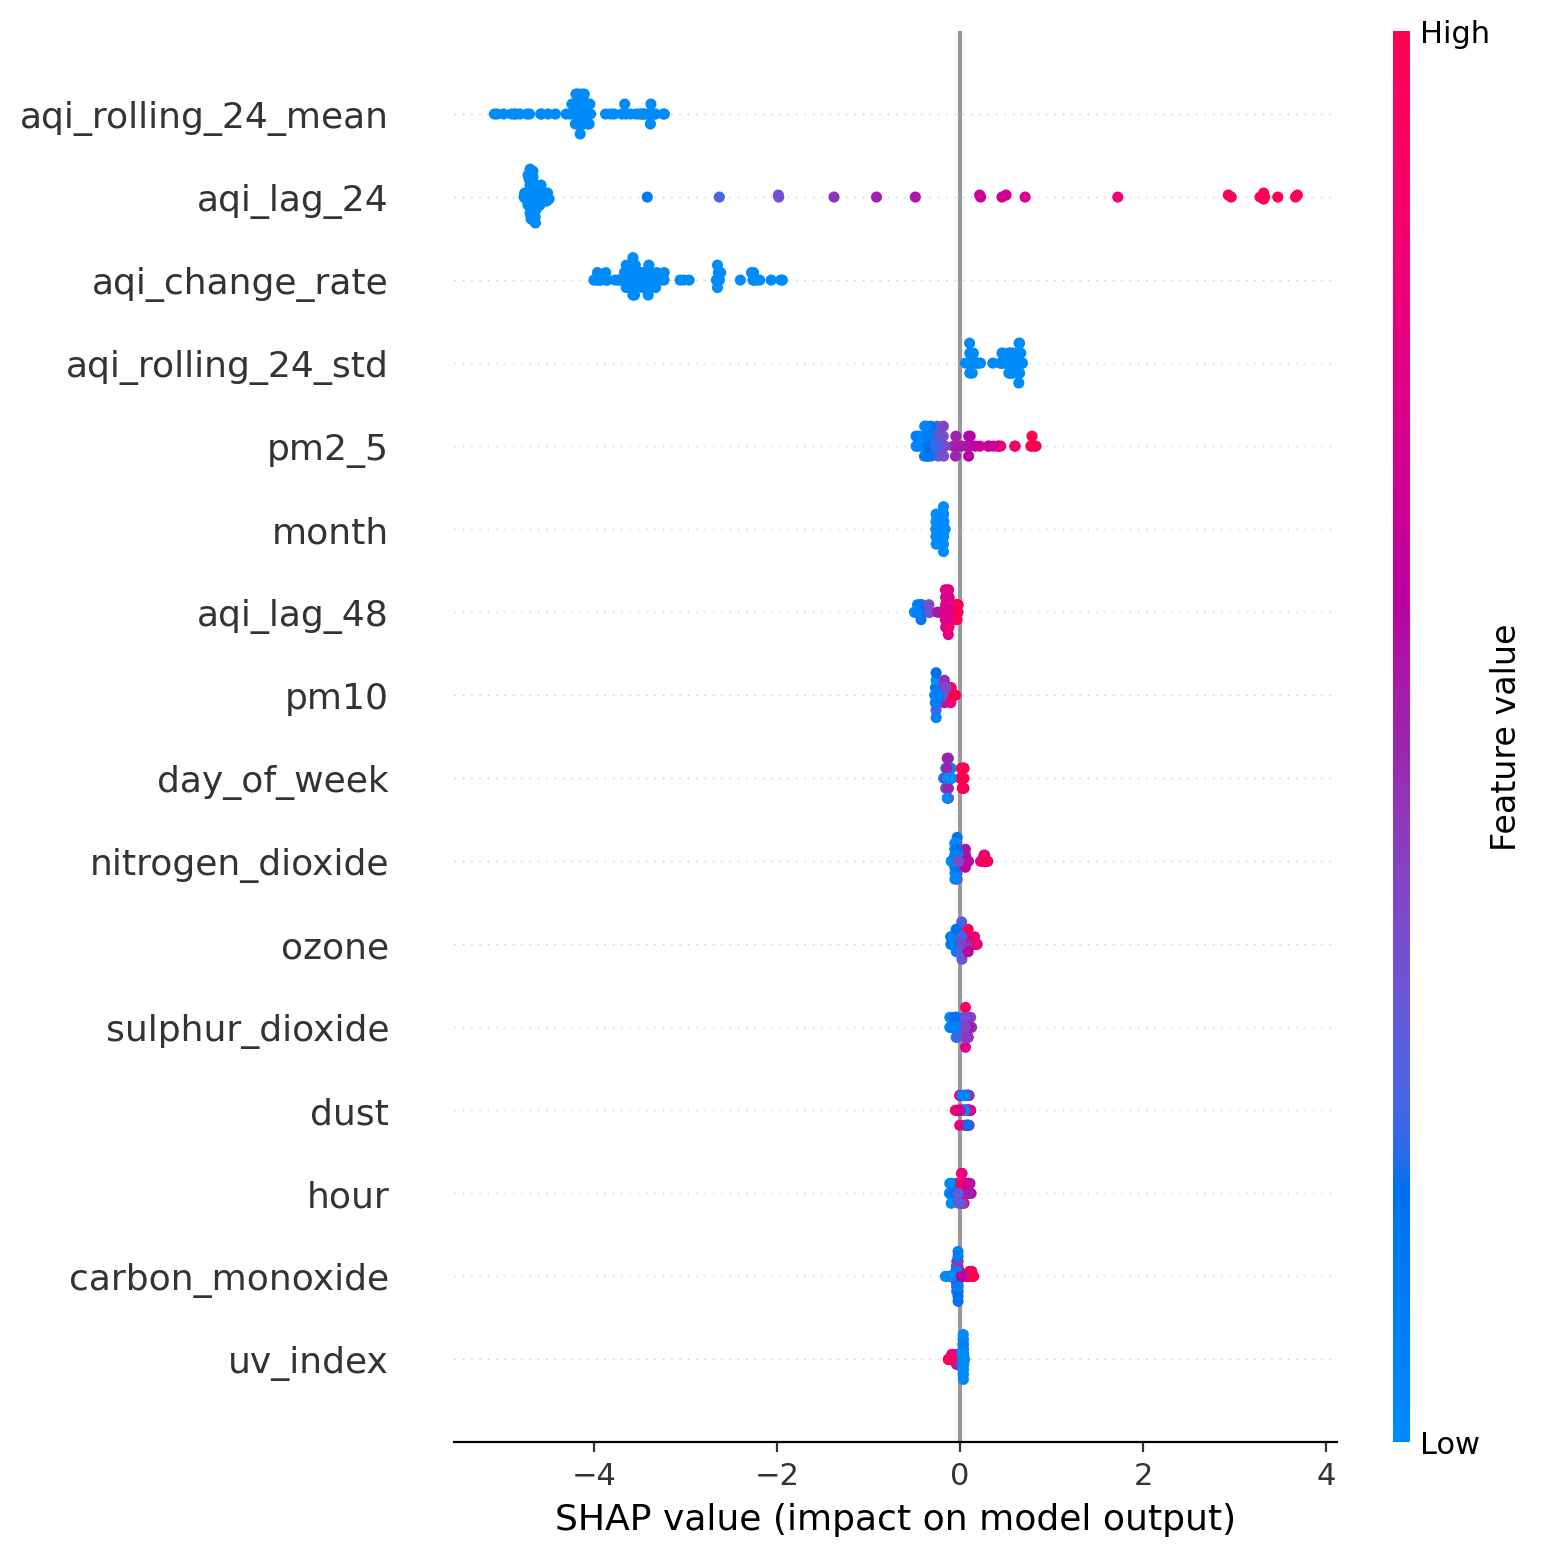 High
aqi_rolling_24_mean
aqi_lag_24
aqi_change_rate
aqi_rolling_24_std
pm2_5
month
aqi_lag_48
pm10
day_of_week
nitrogen_dioxide
ozone
sulphur_dioxide
dust
hour
carbon_monoxide
uv_index
Feature value
Low
−4 −2 0 2 4
SHAP value (impact on model output)